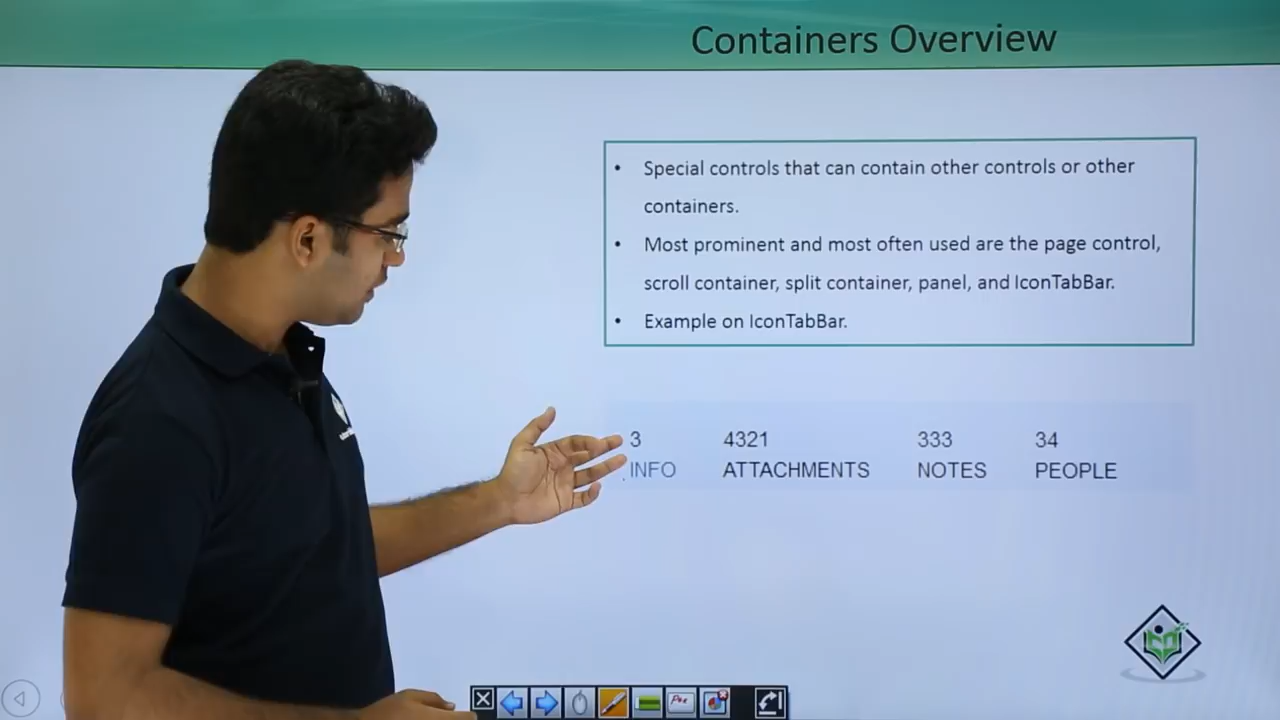 Containers Overview
• Special controls that can contain other controls or other
containers.
• Most prominent and most often used are the page control,
scroll container, split container, panel, and IconTabBar.
• Example on IconTabBar.
3 4321 333 34
INFO ATTACHMENTS NOTES PEOPLE